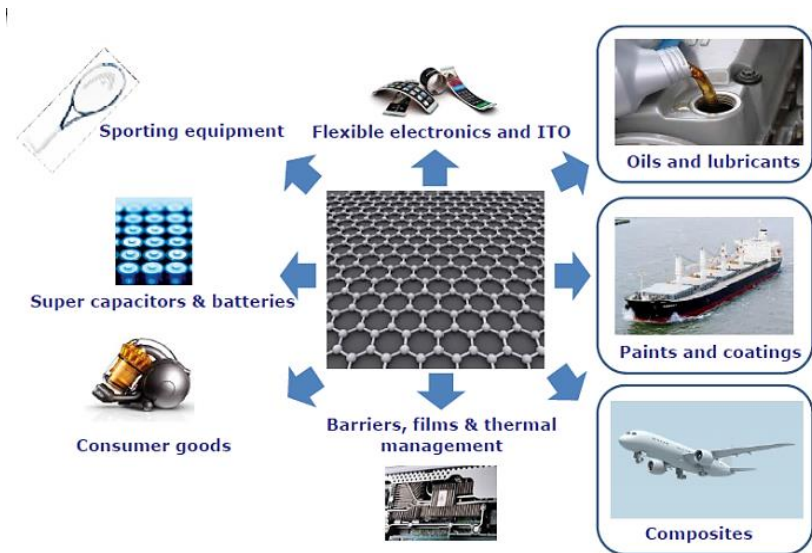 Sporting equipment
Flexible electronics and ITO
Oils and lubricants
Super capacitors & batteries
Paints and coatings
Consumer goods
Barriers, films & thermal
management
Composites